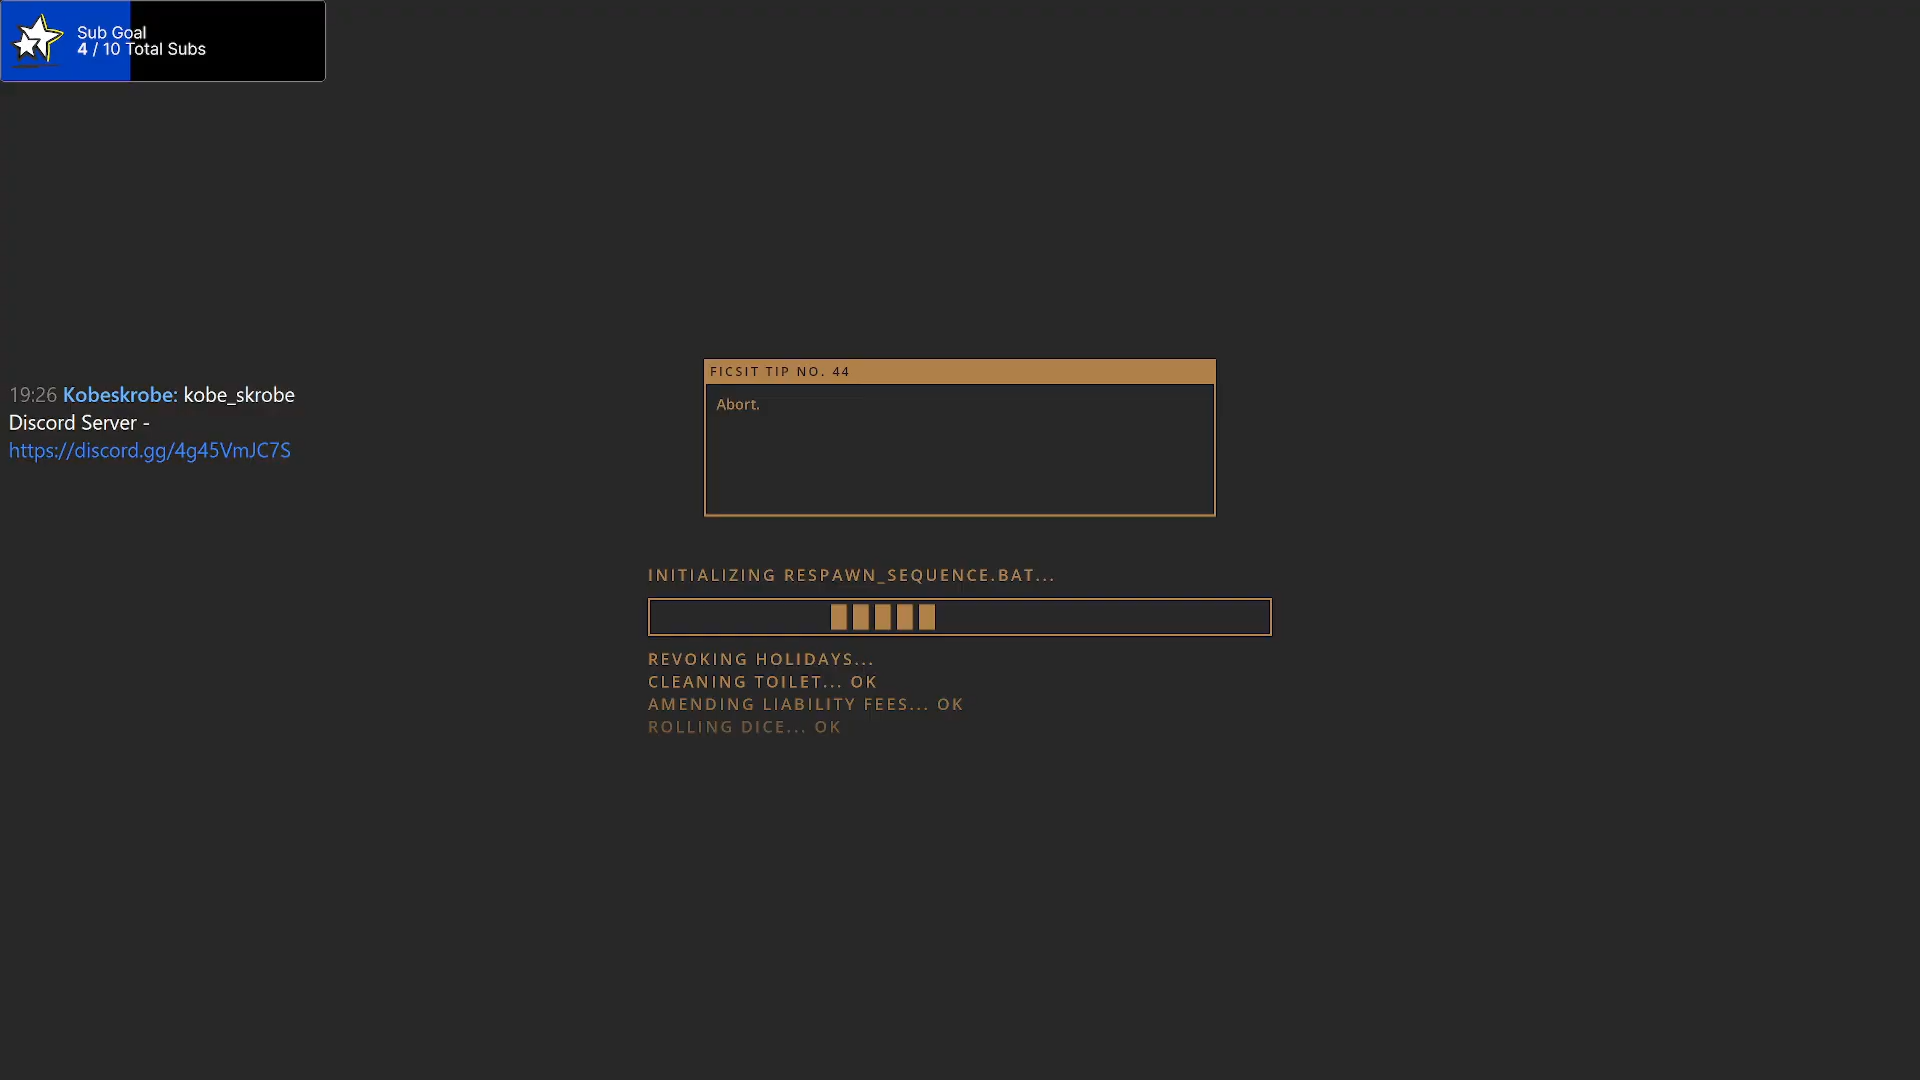 Sub Goal
4 / 10 Total Subs
19:26 Kobeskrobe: kobe_skrobe
Discord Server -
https://discord.gg/4g45VmJC7S
FICSIT TIP NO. 44
Abort.
INITIALIZING RESPAWN_SEQUENCE.BAT...
REVOKING HOLIDAYS...
CLEANING TOILET... OK
AMENDING LIABILITY FEES... OK
ROLLING DICE... OK